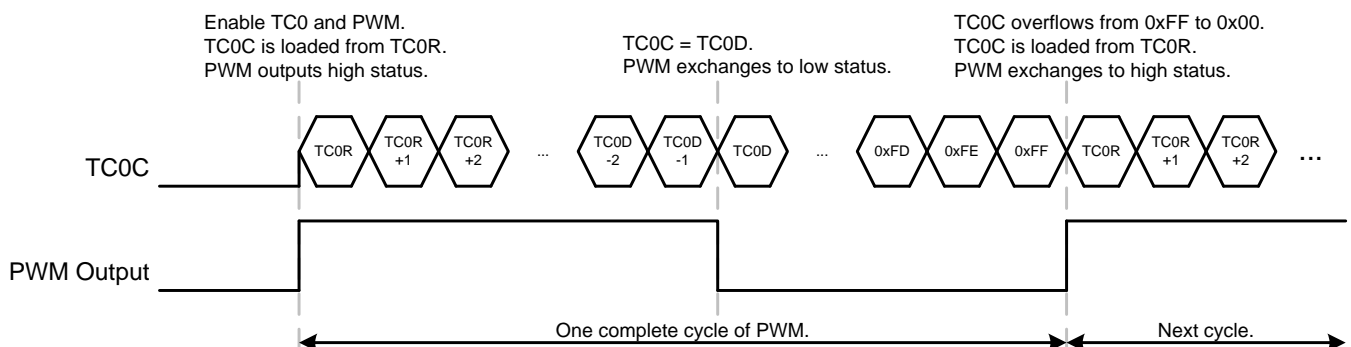 Enable TC0 and PWM.
TC0C is loaded from TC0R.
PWM outputs high status.
TC0C = TC0D.
PWM exchanges to low status.
TC0C overflows from 0xFF to 0x00.
TC0C is loaded from TC0R.
PWM exchanges to high status.
TC0C
TC0R
TC0R
+1
TC0R
+2
...
TC0D
-2
TC0D
-1
TC0D
...
0xFD
0xFE
0xFF
TC0R
TC0R
+1
TC0R
+2
...
PWM Output
One complete cycle of PWM.
Next cycle.